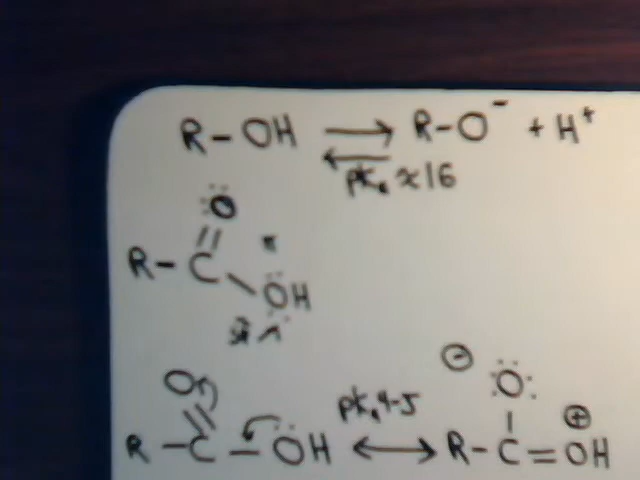 R-OH ⇌ R-O⁻ + H⁺
pKₐ ≈ 16
O
R-C
OH
O
R-C-OH pKₐ 4-5 ↔ R-C=OH
⊖ O ⊕